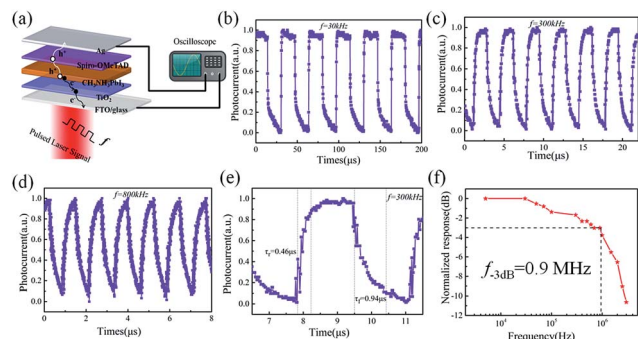 (a)
Oscilloscope
Ag
h⁺
Spiro-OMeTAD
h⁺
CH₃NH₃PbI₃
e⁻
TiO₂
e⁻
FTO/glass
Pulsed Laser Signal
f
(b)
f=30kHz
Photocurrent(a.u.)
1.0
0.8
0.6
0.4
0.2
0.0
0 50 100 150 200
Times(μs)
(c)
f=300kHz
Photocurrent(a.u.)
1.0
0.8
0.6
0.4
0.2
0.0
0 5 10 15 20
Time(μs)
(d)
f=800kHz
Photocurrent(a.u.)
1.0
0.8
0.6
0.4
0.2
0.0
0 2 4 6 8
Times(μs)
(e)
f=300kHz
Photocurrent(a.u.)
1.0
0.8
0.6
0.4
0.2
0.0
τr=0.46μs
τf=0.94μs
7 8 9 10 11
Time(μs)
(f)
Normalized response(dB)
2
0
-2
-4
-6
-8
-10
-12
f-3dB=0.9 MHz
10⁴ 10⁵ 10⁶
Frequency(Hz)